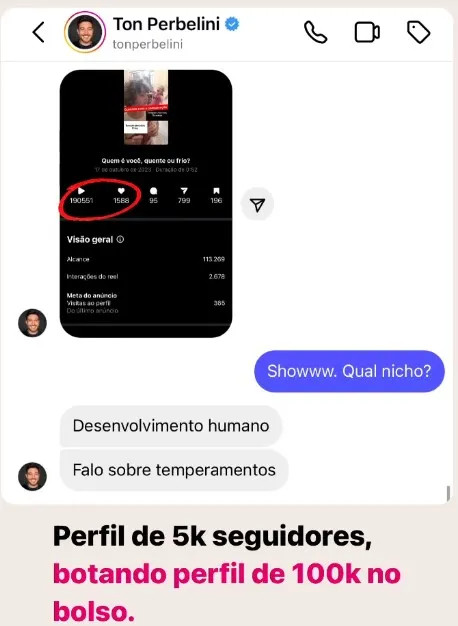 Ton Perbelini
tonperbelini
Quem é você, quente ou frio?
17 de outubro de 2023 · Duração de 0:52
190551 1588 95 799 196
Visão geral
Alcance 113.269
Interações do reel 2.678
Meta do anúncio
Visitas ao perfil 365
Do último anúncio
Showww. Qual nicho?
Desenvolvimento humano
Falo sobre temperamentos
Perfil de 5k seguidores,
botando perfil de 100k no
bolso.